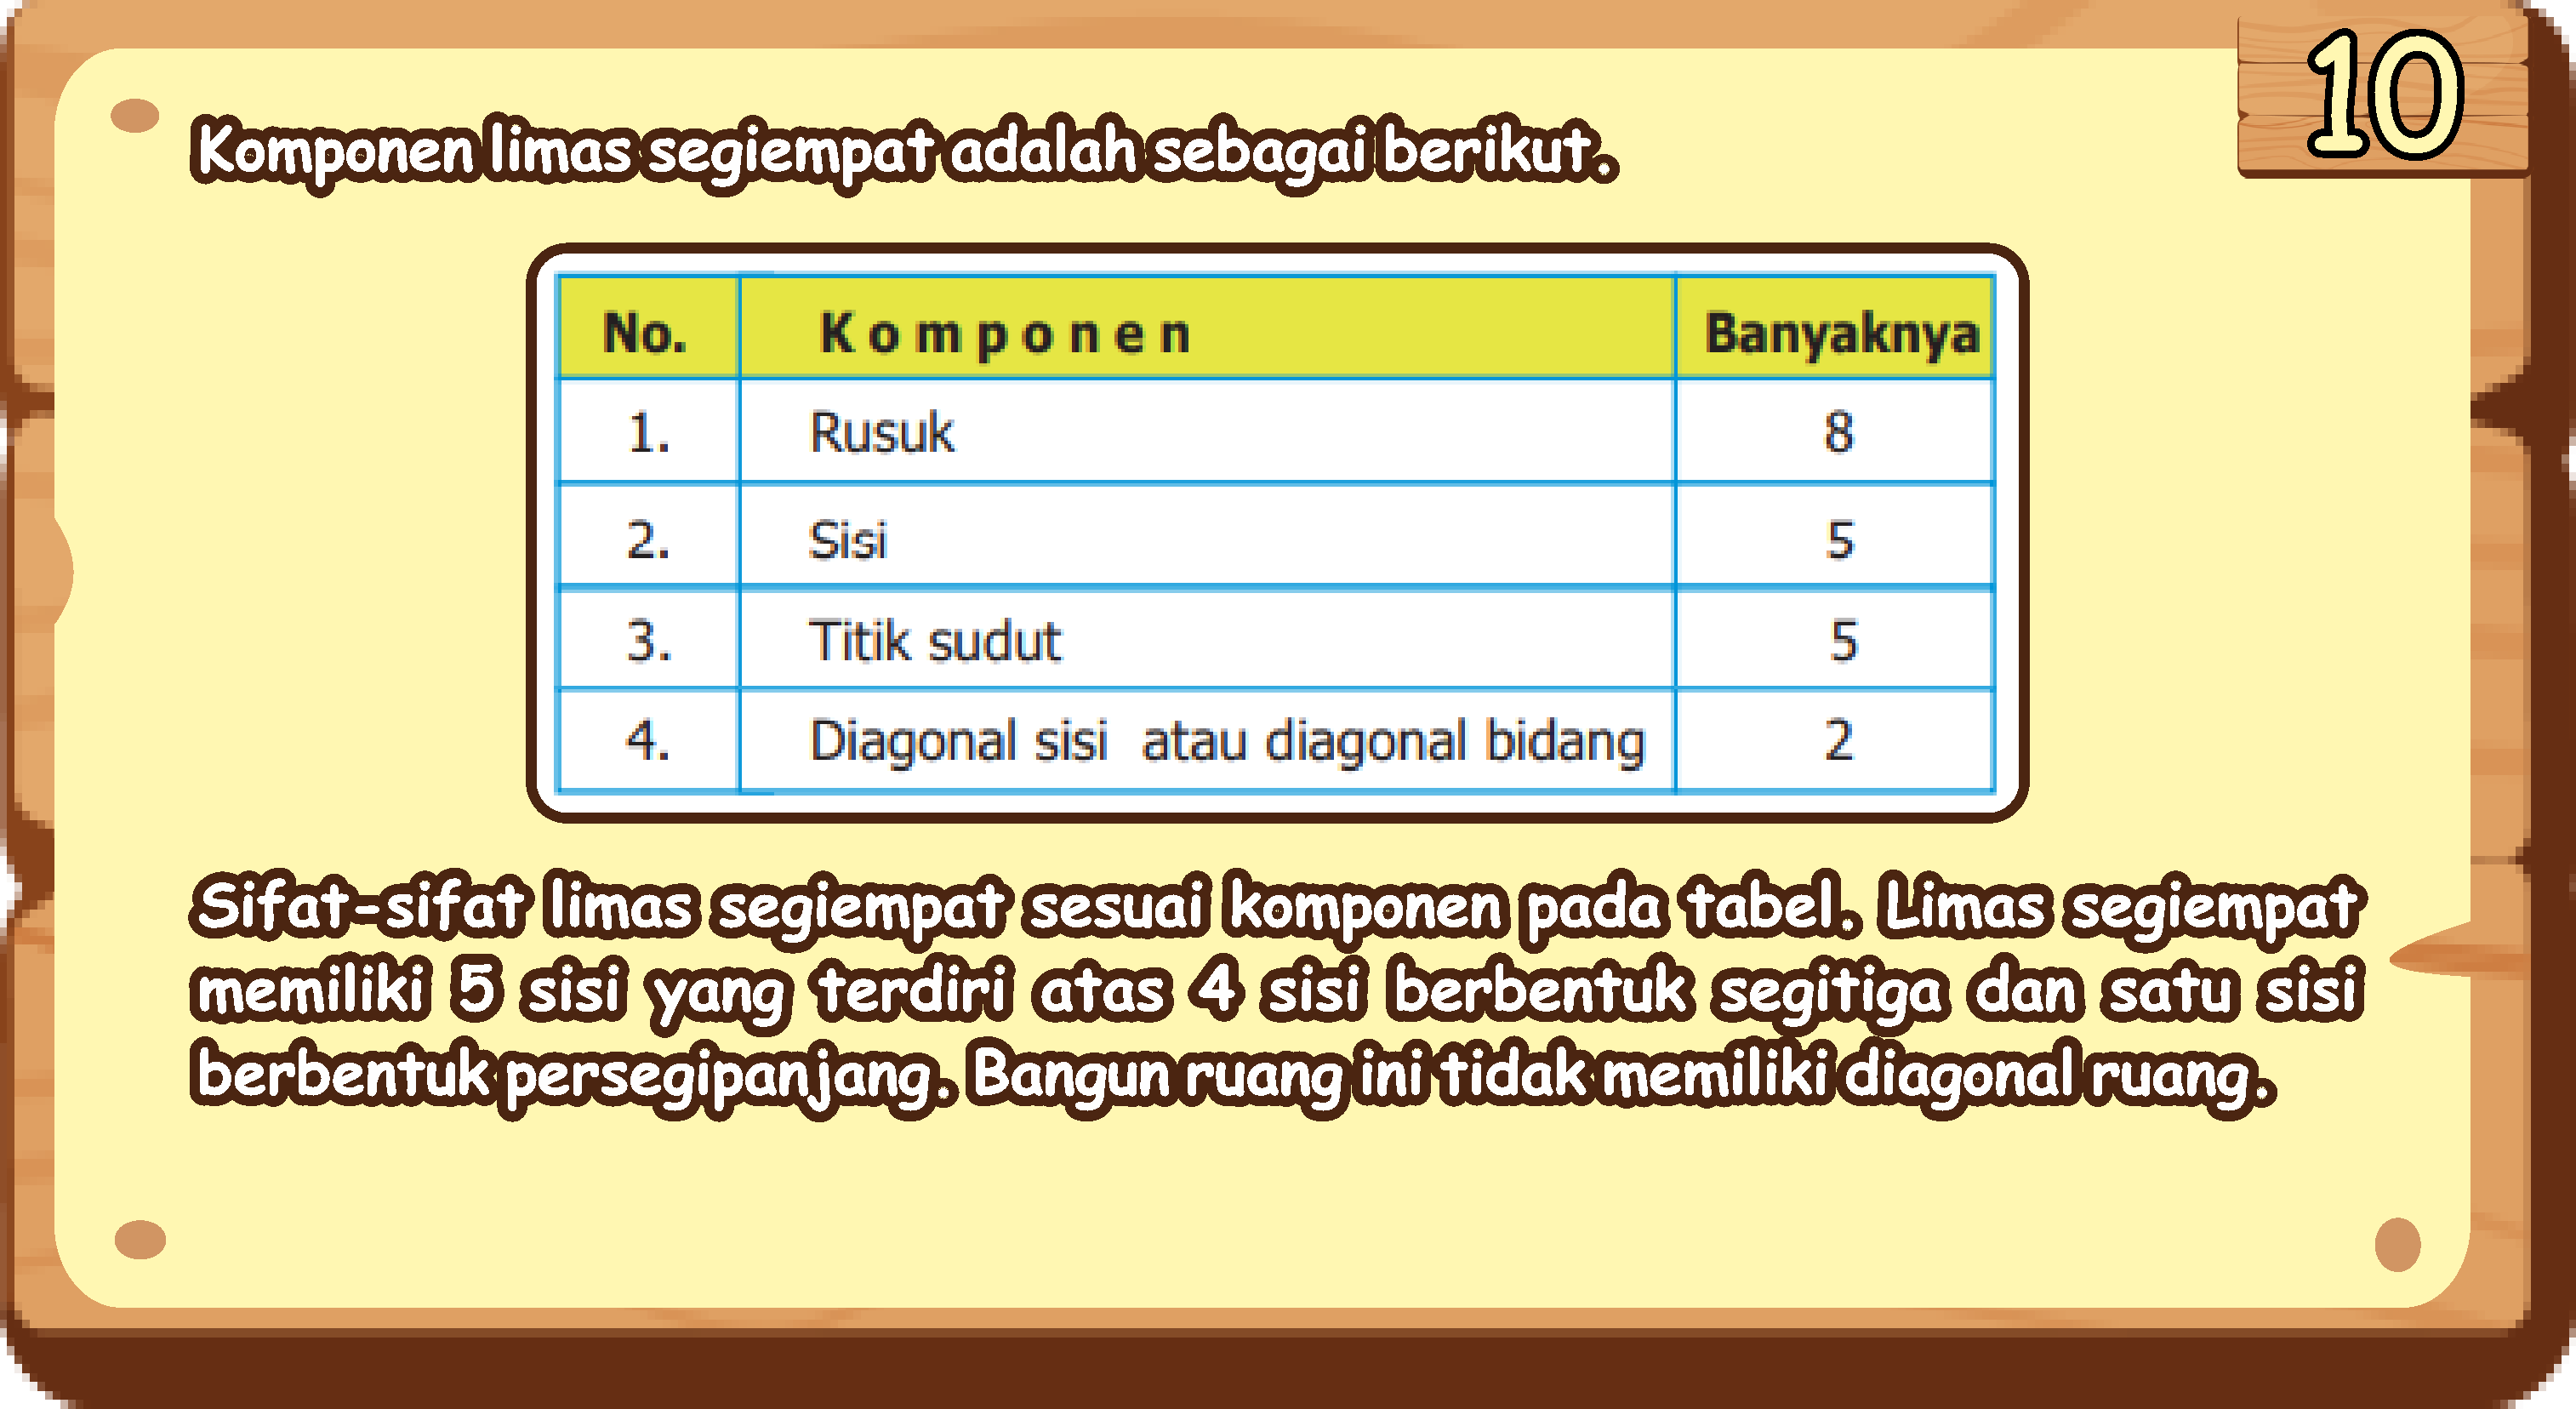 10
Komponen limas segiempat adalah sebagai berikut.
No. Komponen Banyaknya
1. Rusuk 8
2. Sisi 5
3. Titik sudut 5
4. Diagonal sisi atau diagonal bidang 2
Sifat-sifat limas segiempat sesuai komponen pada tabel. Limas segiempat
memiliki 5 sisi yang terdiri atas 4 sisi berbentuk segitiga dan satu sisi
berbentuk persegipanjang. Bangun ruang ini tidak memiliki diagonal ruang.